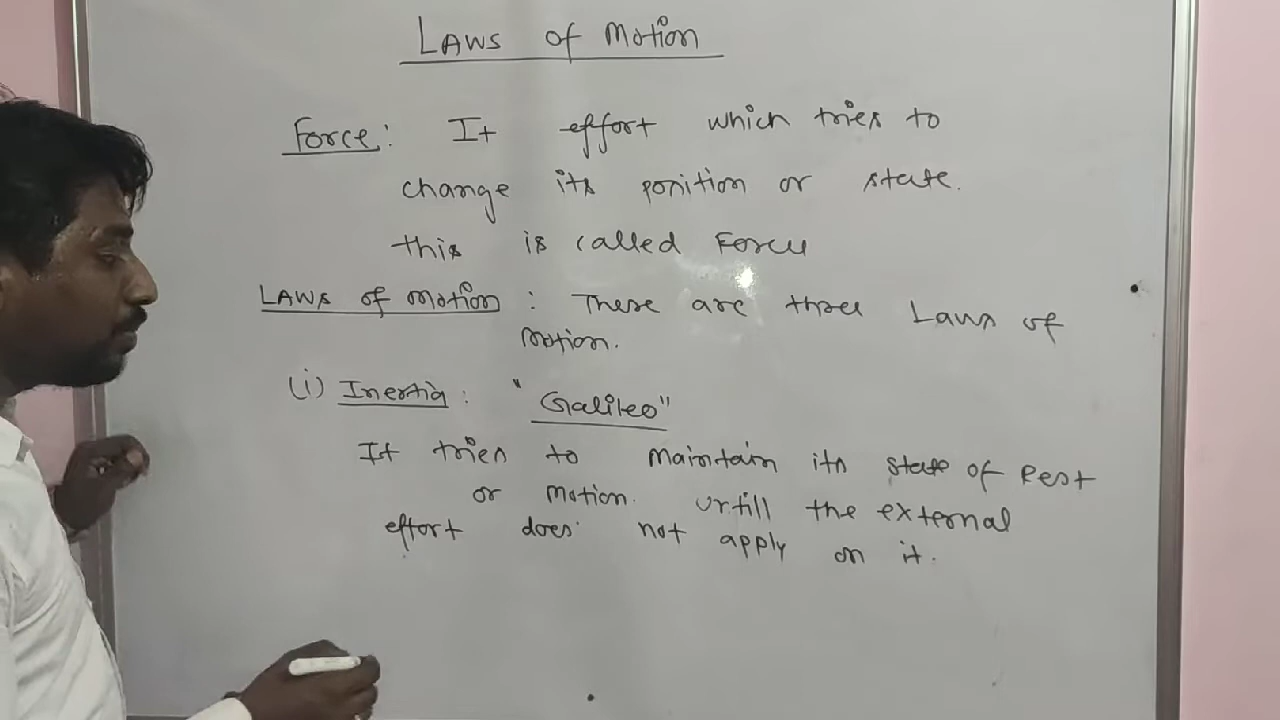 Laws of Motion
Force: It effort which tries to
change its position or state.
this is called Force
Laws of Motion : These are three Laws of
Motion.
(i) Inertia: "Galileo"
It tries to Maintain its state of Rest
or Motion. Urtill the external
effort does not apply on it.